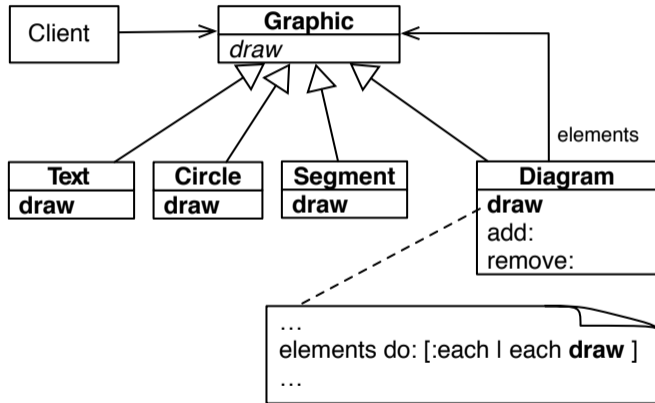 Client
Graphic
draw
elements
Text
draw
Circle
draw
Segment
draw
Diagram
draw
add:
remove:
…
elements do: [:each | each draw ]
…